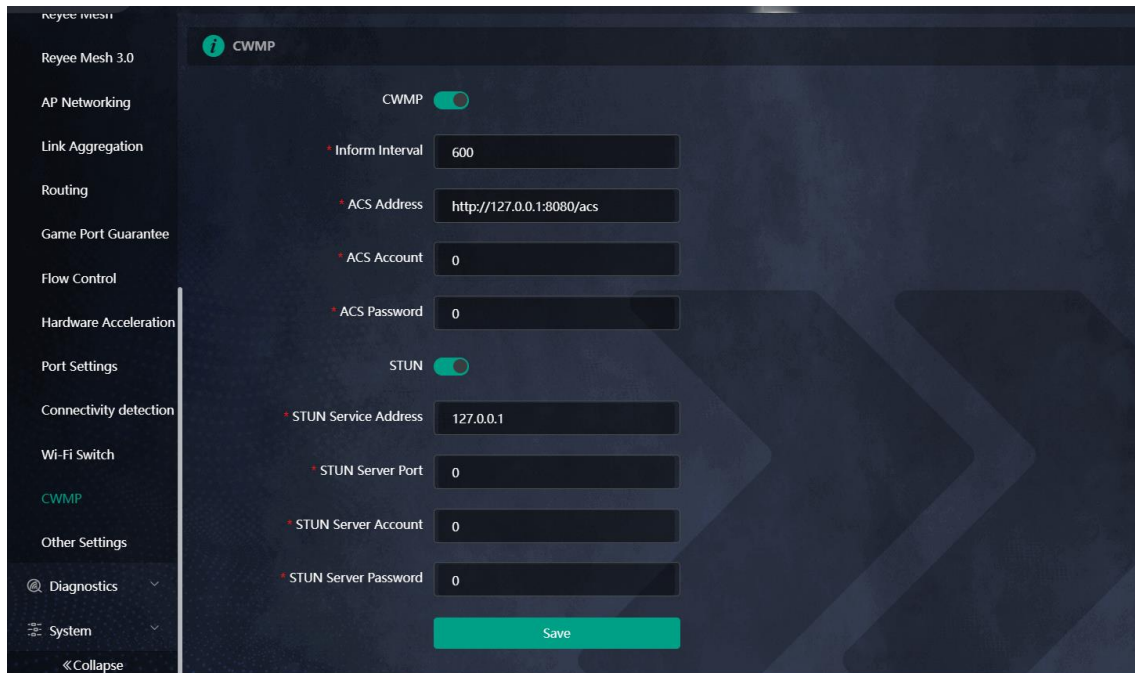 Reyee Mesh
Reyee Mesh 3.0
AP Networking
Link Aggregation
Routing
Game Port Guarantee
Flow Control
Hardware Acceleration
Port Settings
Connectivity detection
Wi-Fi Switch
CWMP
Other Settings
Diagnostics
System
«Collapse
i CWMP
CWMP
* Inform Interval 600
* ACS Address http://127.0.0.1:8080/acs
* ACS Account 0
* ACS Password 0
STUN
* STUN Service Address 127.0.0.1
* STUN Server Port 0
* STUN Server Account 0
* STUN Server Password 0
Save